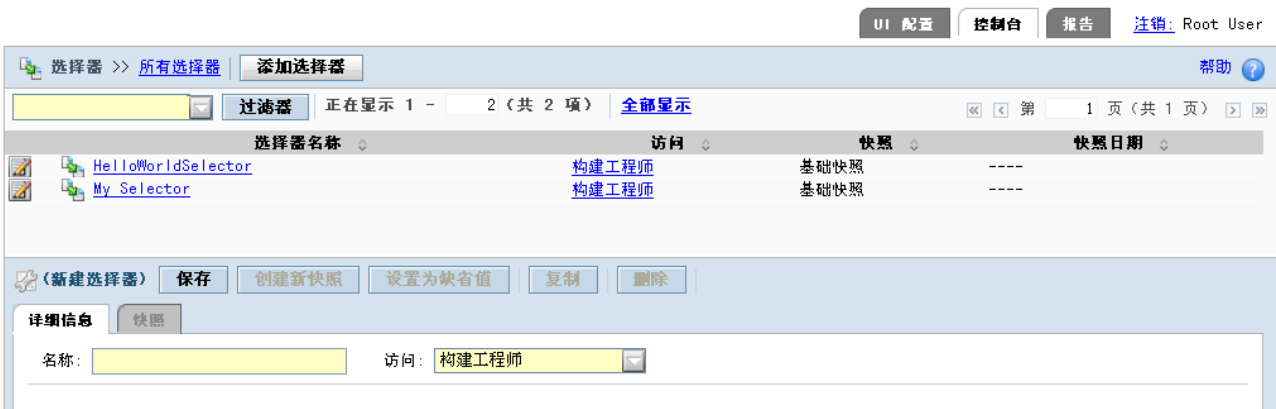 UI 配置 控制台 报告 注销: Root User
选择器 >> 所有选择器 添加选择器 帮助 ?
过滤器 正在显示 1 - 2 (共 2 项) 全部显示 第 1 页 (共 1 页)
选择器名称 访问 快照 快照日期
HelloWorldSelector 构建工程师 基础快照 ----
My Selector 构建工程师 基础快照 ----
(新建选择器) 保存 创建新快照 设置为缺省值 复制 删除
详细信息 快照
名称: 访问: 构建工程师